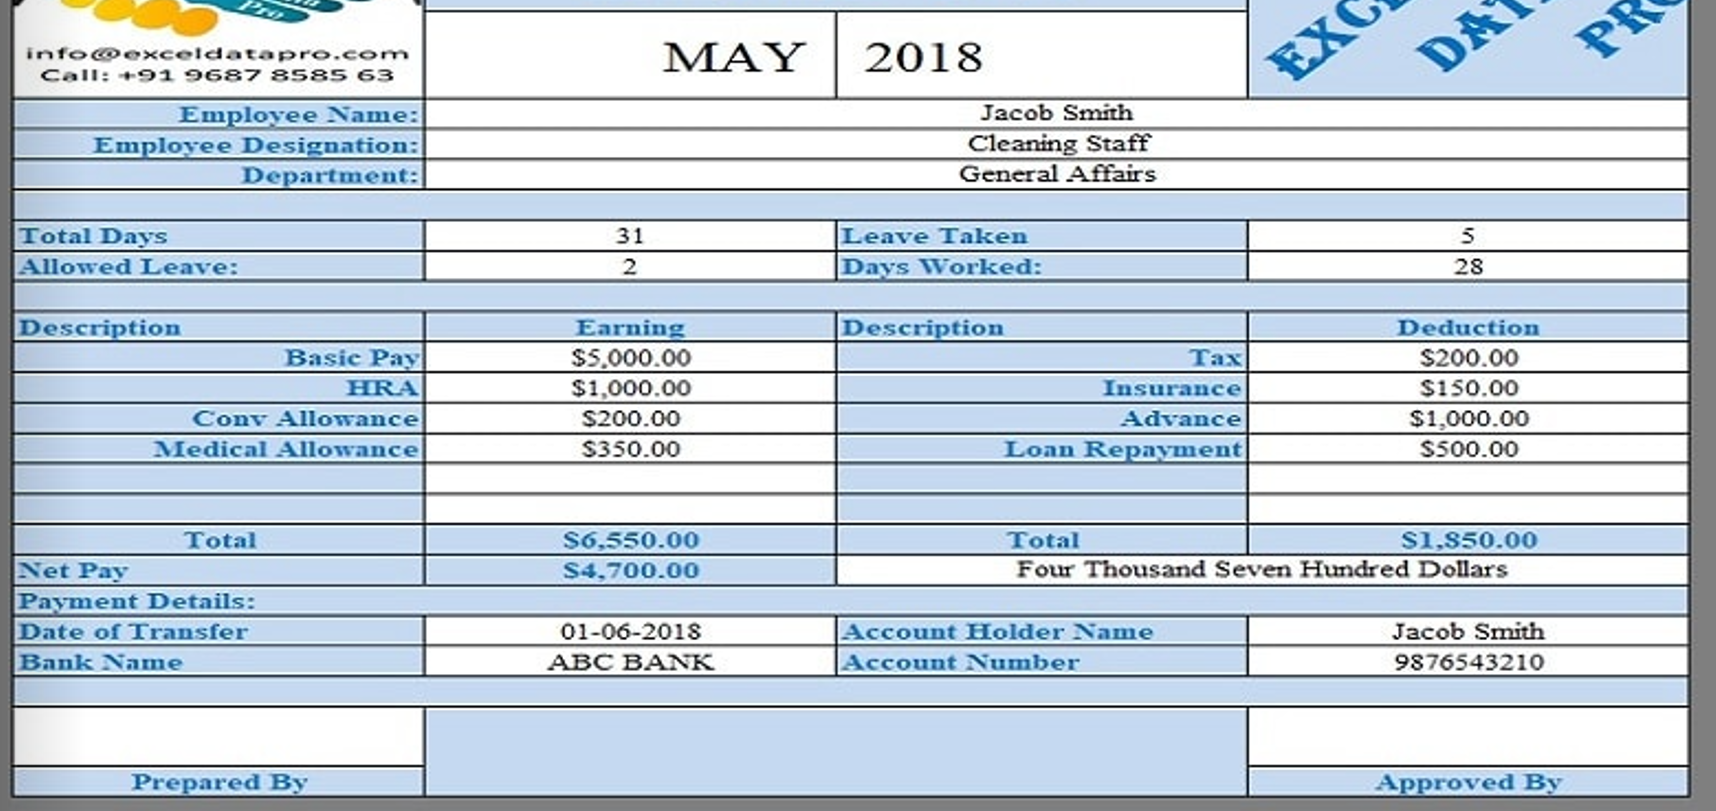 Pro
info@exceldatapro.com
Call: +91 9687 8585 63
MAY 2018
Employee Name: Jacob Smith
Employee Designation: Cleaning Staff
Department: General Affairs
Total Days 31 Leave Taken 5
Allowed Leave: 2 Days Worked: 28
Description Earning Description Deduction
Basic Pay $5,000.00 Tax $200.00
HRA $1,000.00 Insurance $150.00
Conv Allowance $200.00 Advance $1,000.00
Medical Allowance $350.00 Loan Repayment $500.00
Total $6,550.00 Total $1,850.00
Net Pay $4,700.00 Four Thousand Seven Hundred Dollars
Payment Details:
Date of Transfer 01-06-2018 Account Holder Name Jacob Smith
Bank Name ABC BANK Account Number 9876543210
Prepared By Approved By